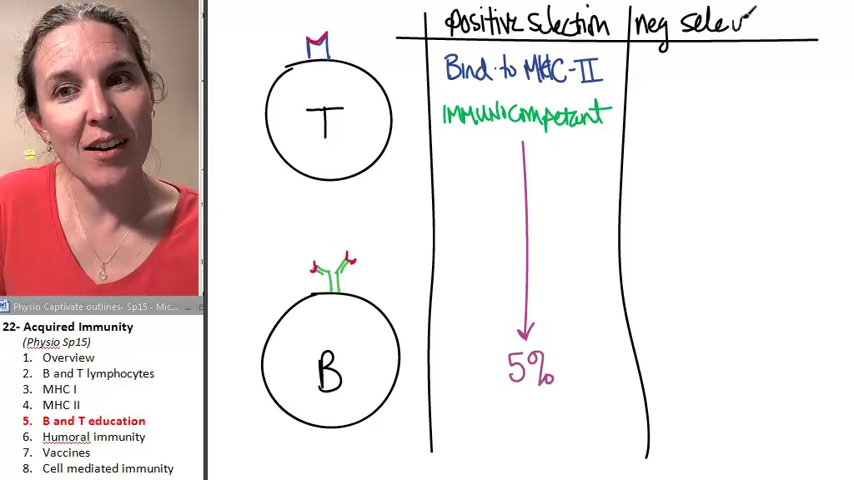 positive selection
neg selev
Bind to MHC-II
IMMUNIcompetant
T
B
5%
Physio Captivate outlines- Sp15 - Mic...
22- Acquired Immunity
(Physio Sp15)
1. Overview
2. B and T lymphocytes
3. MHC I
4. MHC II
5. B and T education
6. Humoral immunity
7. Vaccines
8. Cell mediated immunity